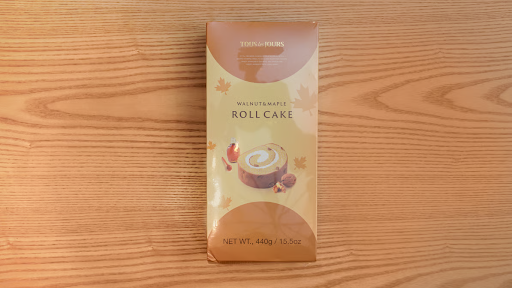 TOUS les JOURS
WALNUT&MAPLE
ROLL CAKE
NET WT., 440g / 15.5oz